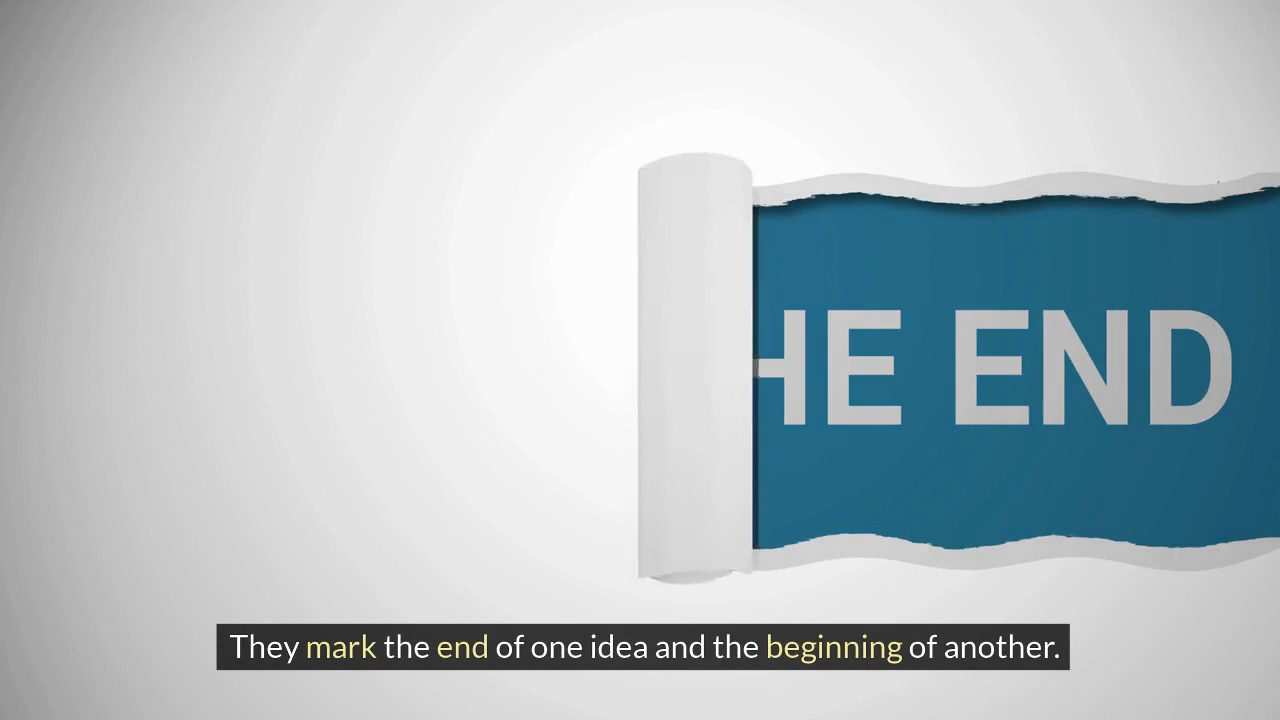 HE END
They mark the end of one idea and the beginning of another.